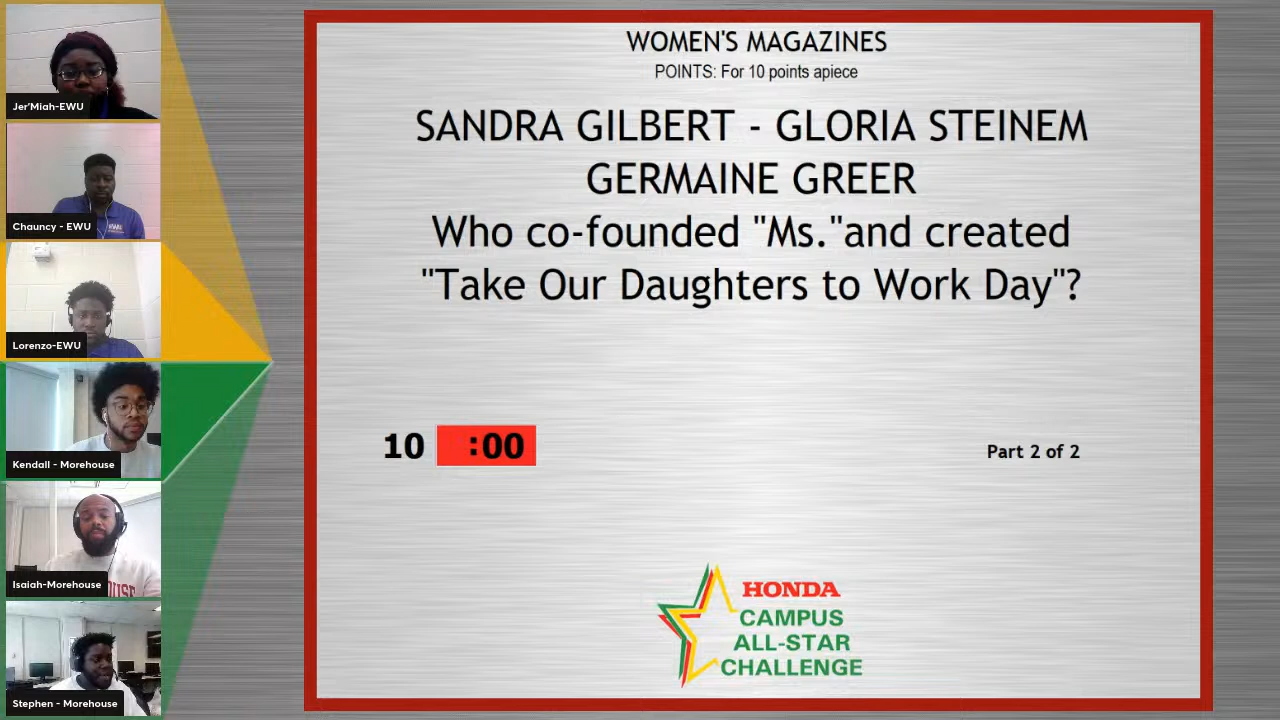 Jer'Miah-EWU
Chauncy - EWU
Lorenzo-EWU
Kendall - Morehouse
Isaiah-Morehouse
Stephen - Morehouse
WOMEN'S MAGAZINES
POINTS: For 10 points apiece
SANDRA GILBERT - GLORIA STEINEM
GERMAINE GREER
Who co-founded "Ms."and created
"Take Our Daughters to Work Day"?
10 :00
Part 2 of 2
HONDA
CAMPUS
ALL-STAR
CHALLENGE